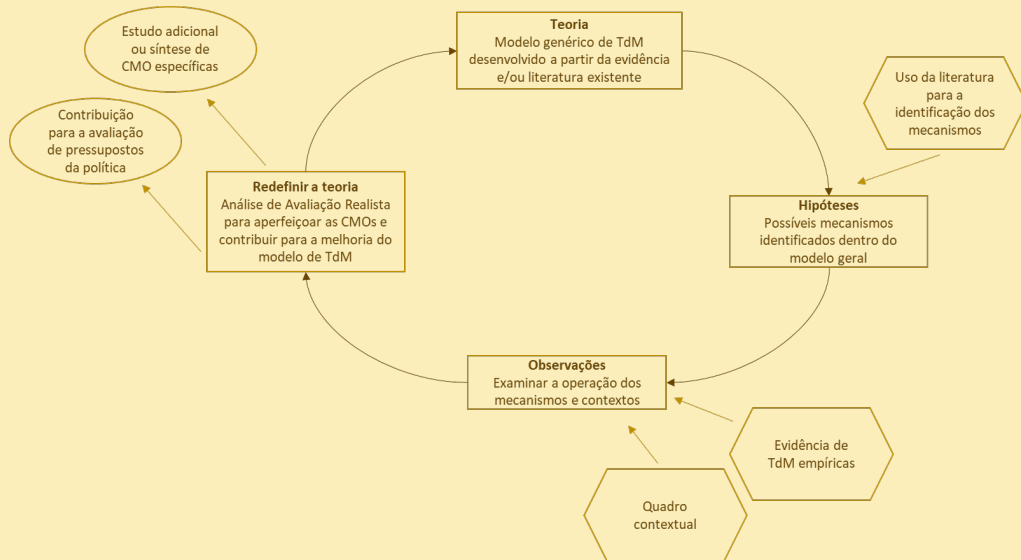 Teoria
Modelo genérico de TdM
desenvolvido a partir da evidência
e/ou literatura existente
Estudo adicional
ou síntese de
CMO específicas
Uso da literatura
para a
identificação dos
mecanismos
Contribuição
para a avaliação
de pressupostos
da política
Redefinir a teoria
Análise de Avaliação Realista
para aperfeiçoar as CMOs e
contribuir para a melhoria do
modelo de TdM
Hipóteses
Possíveis mecanismos
identificados dentro do
modelo geral
Observações
Examinar a operação dos
mecanismos e contextos
Evidência de
TdM empíricas
Quadro
contextual